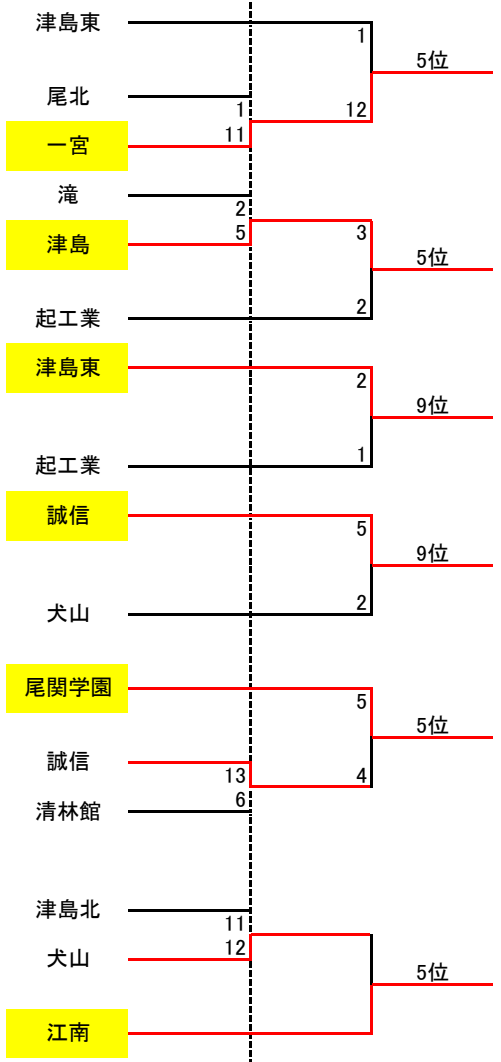 津島東
1
5位
尾北
1
12
11
一宮
滝
2
津島
5
3
5位
2
起工業
津島東
2
9位
1
起工業
誠信
5
9位
2
犬山
尾関学園
5
5位
誠信
13
4
6
清林館
津島北
11
12
犬山
5位
江南